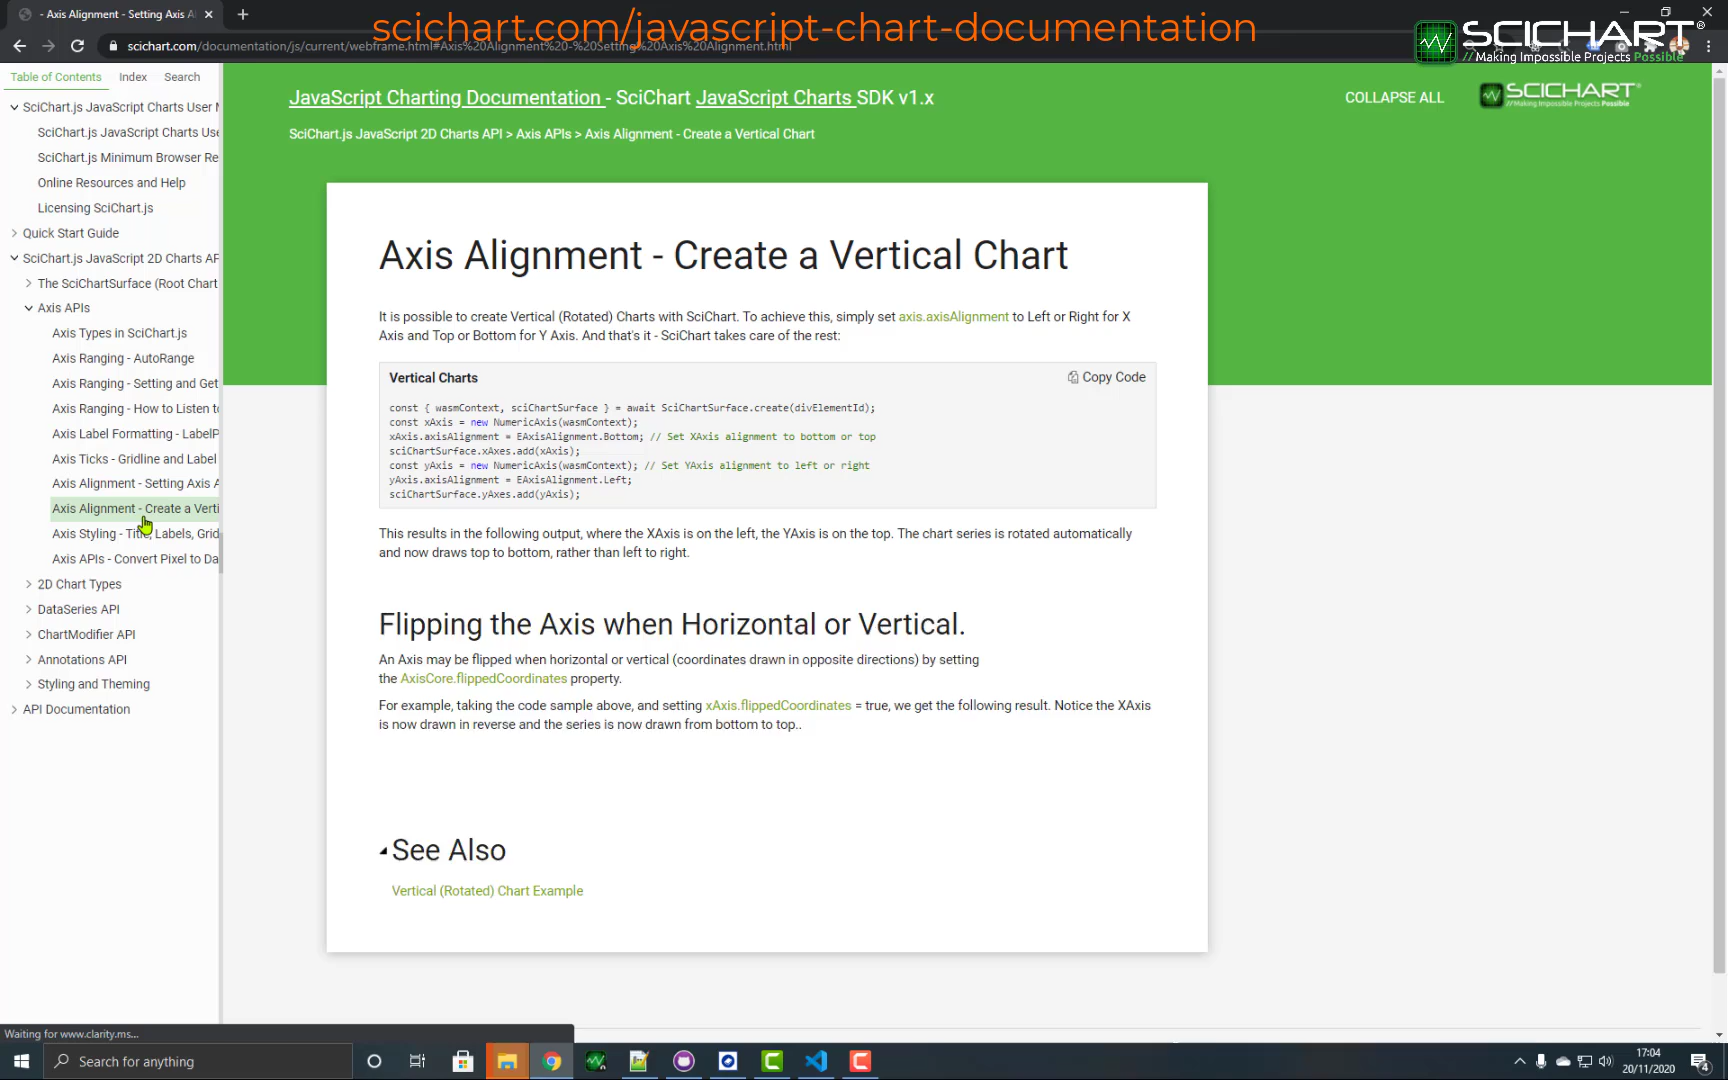 - Axis Alignment - Setting Axis A
scichart.com/javascript-chart-documentation
SCICHART®
// Making Impossible Projects Possible
scichart.com/documentation/js/current/webframe.html#Axis%20Alignment%20-%20Setting%20Axis%20Alignment.html
Table of Contents Index Search
SciChart.js JavaScript Charts User M
SciChart.js JavaScript Charts Use
SciChart.js Minimum Browser Re
Online Resources and Help
Licensing SciChart.js
Quick Start Guide
SciChart.js JavaScript 2D Charts AP
The SciChartSurface (Root Chart
Axis APIs
Axis Types in SciChart.js
Axis Ranging - AutoRange
Axis Ranging - Setting and Get
Axis Ranging - How to Listen to
Axis Label Formatting - LabelP
Axis Ticks - Gridline and Label
Axis Alignment - Setting Axis A
Axis Alignment - Create a Verti
Axis Styling - Title, Labels, Grid
Axis APIs - Convert Pixel to Da
2D Chart Types
DataSeries API
ChartModifier API
Annotations API
Styling and Theming
API Documentation
JavaScript Charting Documentation - SciChart JavaScript Charts SDK v1.x
COLLAPSE ALL
SCICHART
// Making Impossible Projects Possible
SciChart.js JavaScript 2D Charts API > Axis APIs > Axis Alignment - Create a Vertical Chart
Axis Alignment - Create a Vertical Chart
It is possible to create Vertical (Rotated) Charts with SciChart. To achieve this, simply set axis.axisAlignment to Left or Right for X
Axis and Top or Bottom for Y Axis. And that's it - SciChart takes care of the rest:
Vertical Charts
Copy Code
const { wasmContext, sciChartSurface } = await SciChartSurface.create(divElementId);
const xAxis = new NumericAxis(wasmContext);
xAxis.axisAlignment = EAxisAlignment.Bottom; // Set XAxis alignment to bottom or top
sciChartSurface.xAxes.add(xAxis);
const yAxis = new NumericAxis(wasmContext); // Set YAxis alignment to left or right
yAxis.axisAlignment = EAxisAlignment.Left;
sciChartSurface.yAxes.add(yAxis);
This results in the following output, where the XAxis is on the left, the YAxis is on the top. The chart series is rotated automatically
and now draws top to bottom, rather than left to right.
Flipping the Axis when Horizontal or Vertical.
An Axis may be flipped when horizontal or vertical (coordinates drawn in opposite directions) by setting
the AxisCore.flippedCoordinates property.
For example, taking the code sample above, and setting xAxis.flippedCoordinates = true, we get the following result. Notice the XAxis
is now drawn in reverse and the series is now drawn from bottom to top..
See Also
Vertical (Rotated) Chart Example
Waiting for www.clarity.ms...
Search for anything
17:04
20/11/2020
4